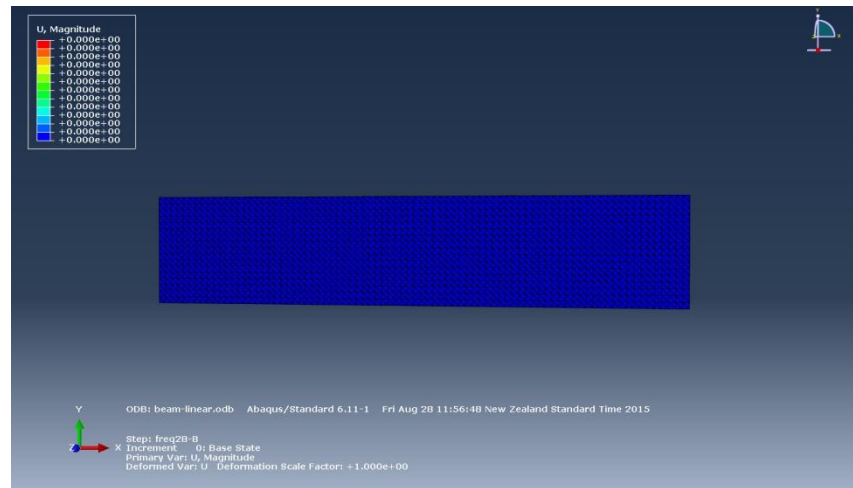 U, Magnitude
+0.000e+00
+0.000e+00
+0.000e+00
+0.000e+00
+0.000e+00
+0.000e+00
+0.000e+00
+0.000e+00
+0.000e+00
+0.000e+00
+0.000e+00
+0.000e+00
+0.000e+00
Y
ODB: beam-linear.odb Abaqus/Standard 6.11-1 Fri Aug 28 11:56:48 New Zealand Standard Time 2015
Z
X
Step: freq28-8
Increment 0: Base State
Primary Var: U, Magnitude
Deformed Var: U Deformation Scale Factor: +1.000e+00